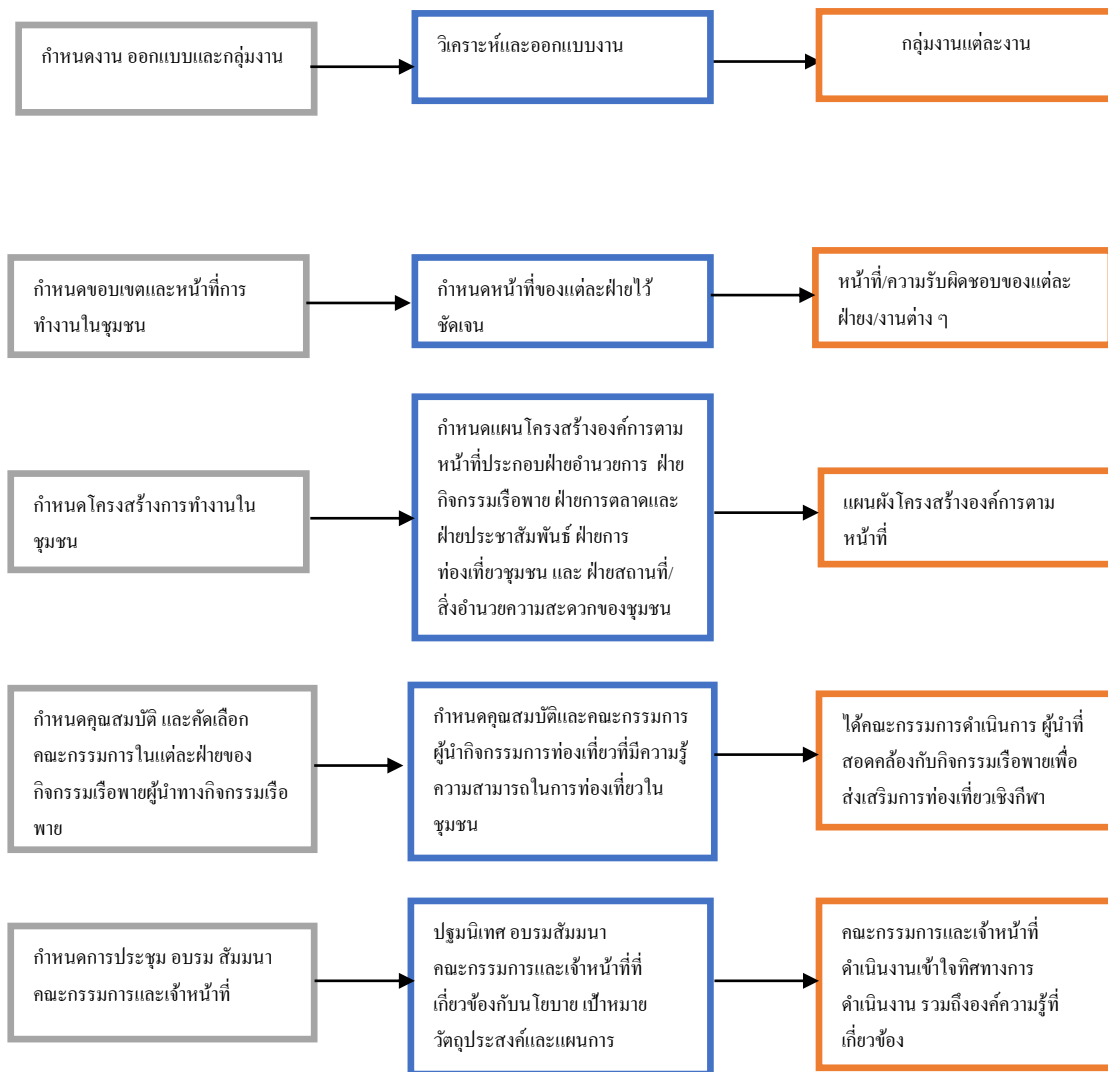 กำหนดงาน ออกแบบและกลุ่มงาน
วิเคราะห์และออกแบบงาน
กลุ่มงานแต่ละงาน
กำหนดขอบเขตและหน้าที่การ
ทำงานในชุมชน
กำหนดหน้าที่ของแต่ละฝ่ายไว้
ชัดเจน
หน้าที่/ความรับผิดชอบของแต่ละ
ฝ่ายง/งานต่าง ๆ
กำหนดโครงสร้างการทำงานใน
ชุมชน
กำหนดแผนโครงสร้างองค์การตาม
หน้าที่ประกอบฝ่ายอำนวยการ ฝ่าย
กิจกรรมเรือพาย ฝ่ายการตลาดและ
ฝ่ายประชาสัมพันธ์ ฝ่ายการ
ท่องเที่ยวชุมชน และ ฝ่ายสถานที่/
สิ่งอำนวยความสะดวกของชุมชน
แผนผังโครงสร้างองค์การตาม
หน้าที่
กำหนดคุณสมบัติ และคัดเลือก
คณะกรรมการในแต่ละฝ่ายของ
กิจกรรมเรือพายผู้นำทางกิจกรรมเรือ
พาย
กำหนดคุณสมบัติและคณะกรรมการ
ผู้นำกิจกรรมการท่องเที่ยวที่มีความรู้
ความสามารถในการท่องเที่ยวใน
ชุมชน
ได้คณะกรรมการดำเนินการ ผู้นำที่
สอดคล้องกับกิจกรรมเรือพายเพื่อ
ส่งเสริมการท่องเที่ยวเชิงกีฬา
กำหนดการประชุม อบรม สัมมนา
คณะกรรมการและเจ้าหน้าที่
ปฐมนิเทศ อบรมสัมมนา
คณะกรรมการและเจ้าหน้าที่ที่
เกี่ยวข้องกับนโยบาย เป้าหมาย
วัตถุประสงค์และแผนการ
คณะกรรมการและเจ้าหน้าที่
ดำเนินงานเข้าใจทิศทางการ
ดำเนินงาน รวมถึงองค์ความรู้ที่
เกี่ยวข้อง